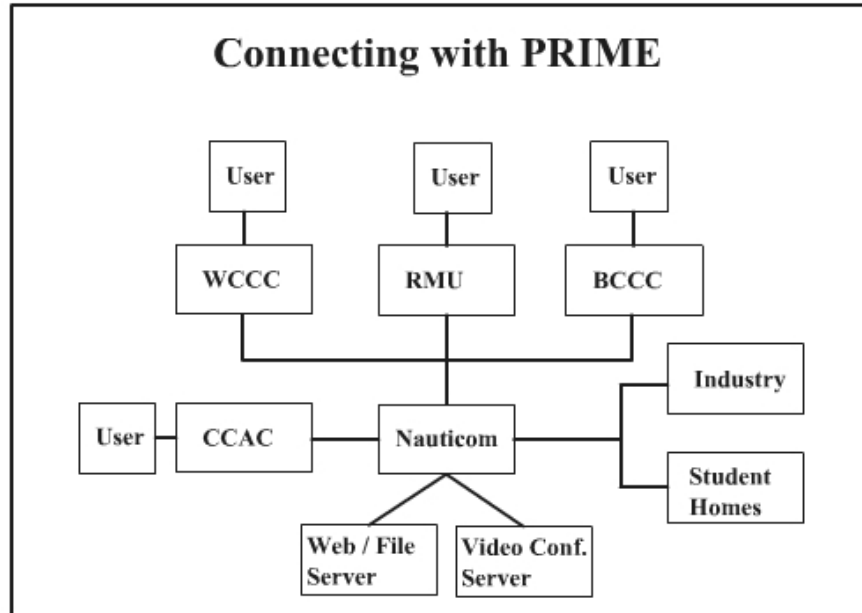 Connecting with PRIME
User
User
User
WCCC
RMU
BCCC
Industry
User
CCAC
Nauticom
Student
Homes
Web / File
Server
Video Conf.
Server